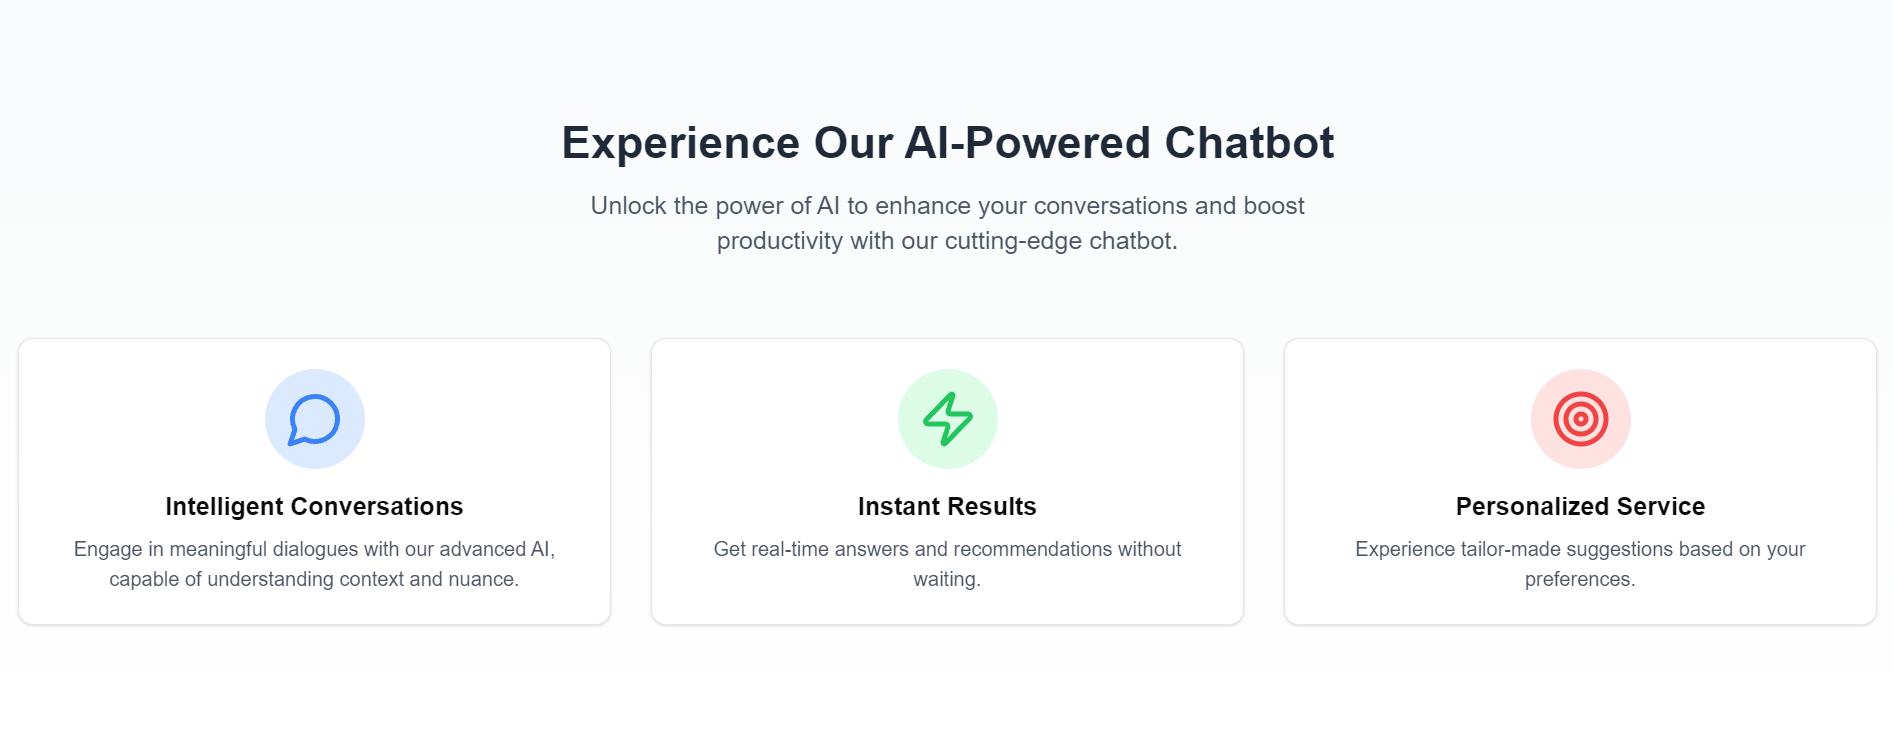 Experience Our AI-Powered Chatbot
Unlock the power of AI to enhance your conversations and boost
productivity with our cutting-edge chatbot.
Intelligent Conversations
Engage in meaningful dialogues with our advanced AI,
capable of understanding context and nuance.
Instant Results
Get real-time answers and recommendations without
waiting.
Personalized Service
Experience tailor-made suggestions based on your
preferences.